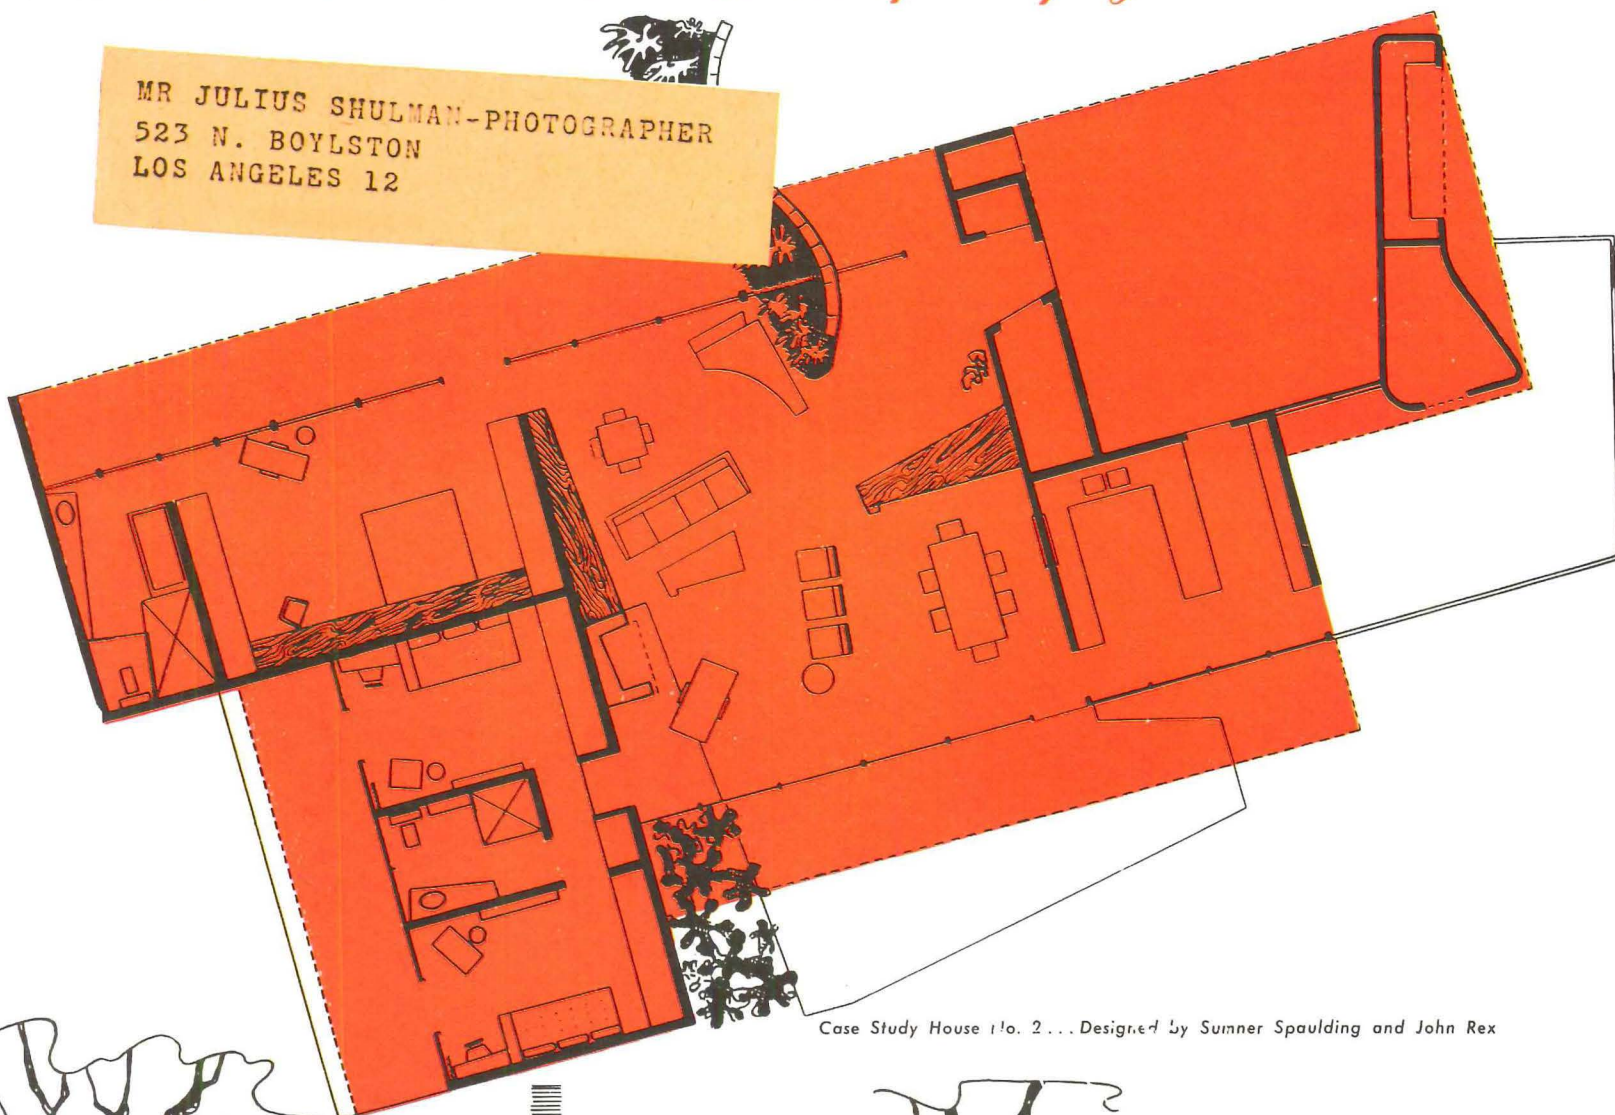 MR JULIUS SHULMAN-PHOTOGRAPHER
523 N. BOYLSTON
LOS ANGELES 12
Case Study House No. 2... Designed by Sumner Spaulding and John Rex